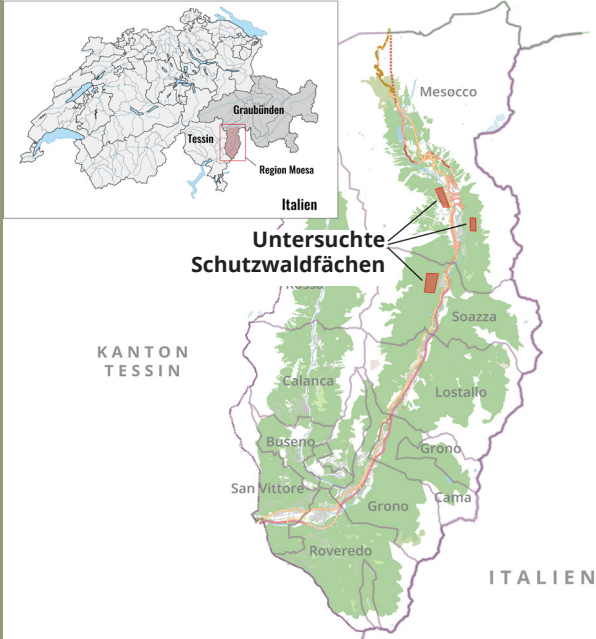 Graubünden
Tessin
Region Moesa
Italien
Mesocco
Untersuchte
Schutzwaldfächen
Rossa
Soazza
KANTON
TESSIN
Calanca
Lostallo
Buseno
Grono
San Vittore
Cama
Grono
Roveredo
ITALIEN